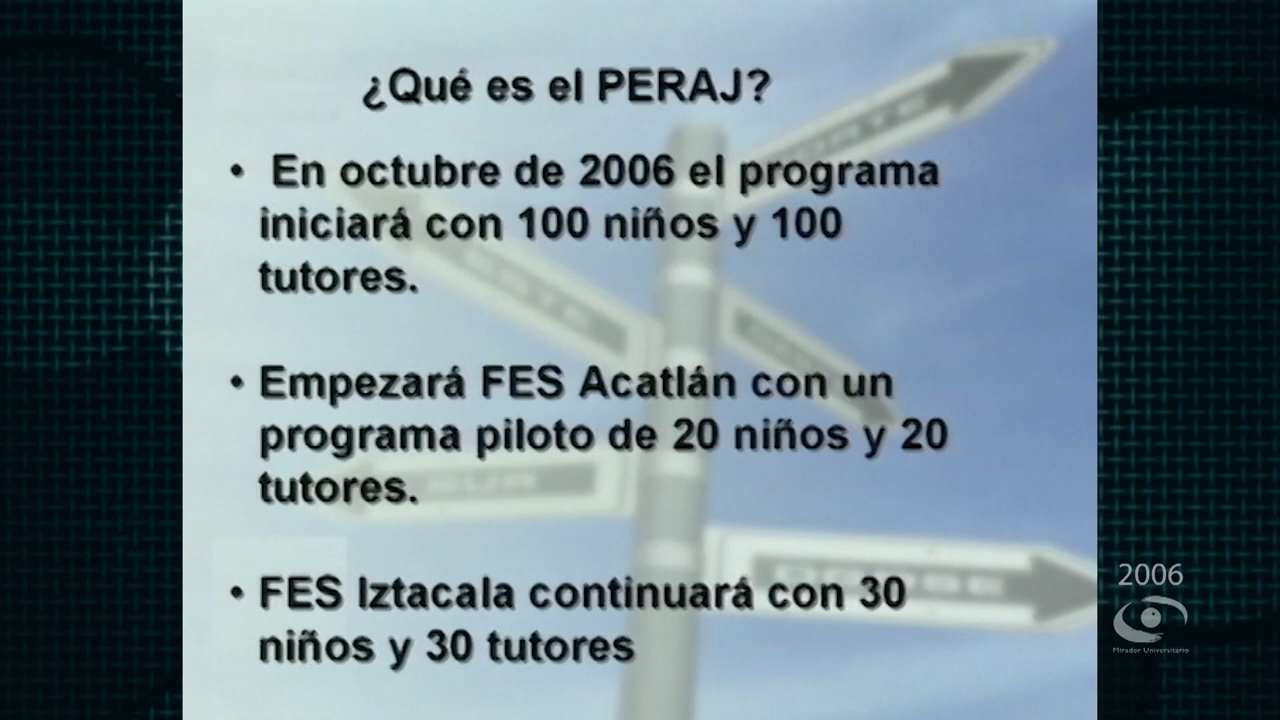 ¿Qué es el PERAJ?
• En octubre de 2006 el programa
iniciará con 100 niños y 100
tutores.
• Empezará FES Acatlán con un
programa piloto de 20 niños y 20
tutores.
• FES Iztacala continuará con 30
niños y 30 tutores
SUR
2006
Mirador Universitario